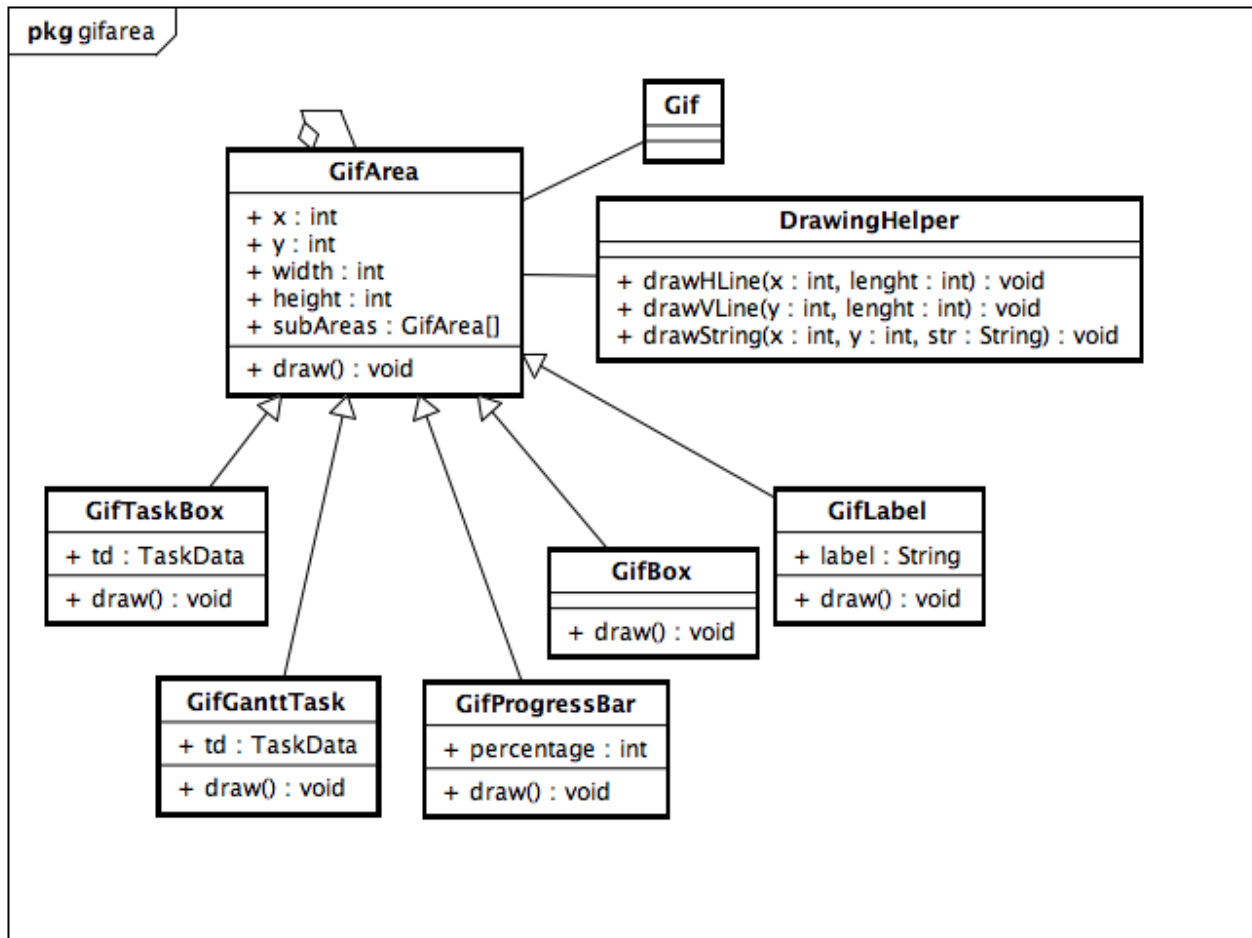 pkg gifarea
Gif
GifArea
+ x : int
+ y : int
+ width : int
+ height : int
+ subAreas : GifArea[]
+ draw() : void
DrawingHelper
+ drawHLine(x : int, lenght : int) : void
+ drawVLine(y : int, lenght : int) : void
+ drawString(x : int, y : int, str : String) : void
GifTaskBox
+ td : TaskData
+ draw() : void
GifBox
+ draw() : void
GifLabel
+ label : String
+ draw() : void
GifGanttTask
+ td : TaskData
+ draw() : void
GifProgressBar
+ percentage : int
+ draw() : void